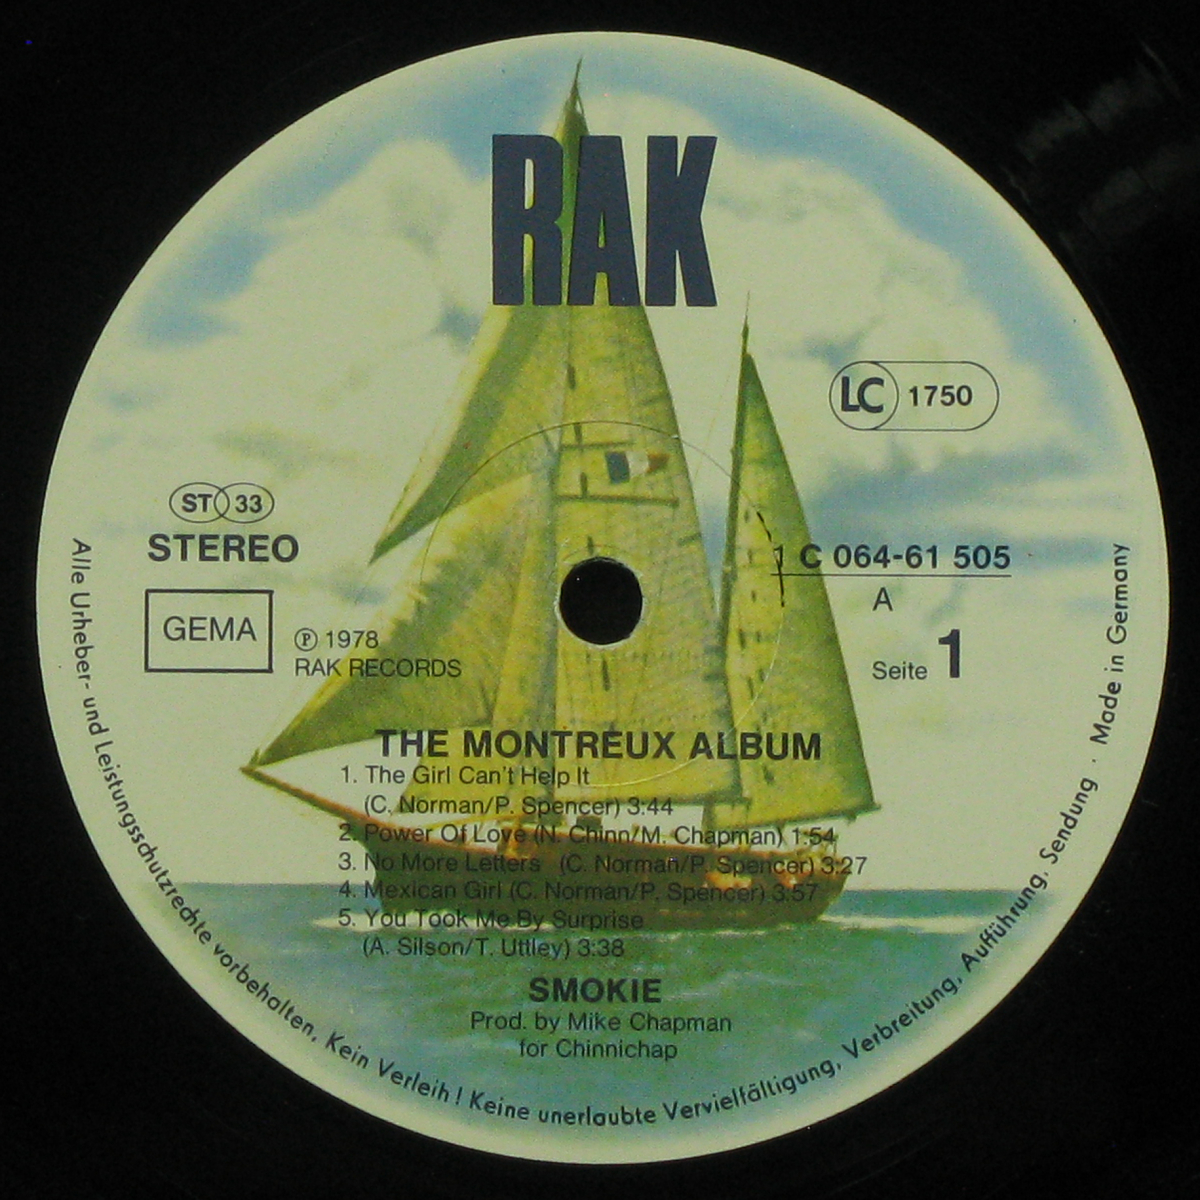 RAK
LC 1750
ST 33
STEREO
GEMA
℗ 1978
RAK RECORDS
1 C 064-61 505
A
Seite 1
THE MONTREUX ALBUM
1. The Girl Can't Help It
(C. Norman/P. Spencer) 3:44
2. Power Of Love (N. Chinn/M. Chapman) 1:54
3. No More Letters (C. Norman/P. Spencer) 3:27
4. Mexican Girl (C. Norman/P. Spencer) 3:57
5. You Took Me By Surprise
(A. Silson/T. Uttley) 3:38
SMOKIE
Prod. by Mike Chapman
for Chinnichap
Alle Urheber- und Leistungsschutzrechte vorbehalten. Kein Verleih! Keine unerlaubte Vervielfältigung, Verbreitung, Aufführung, Sendung · Made in Germany